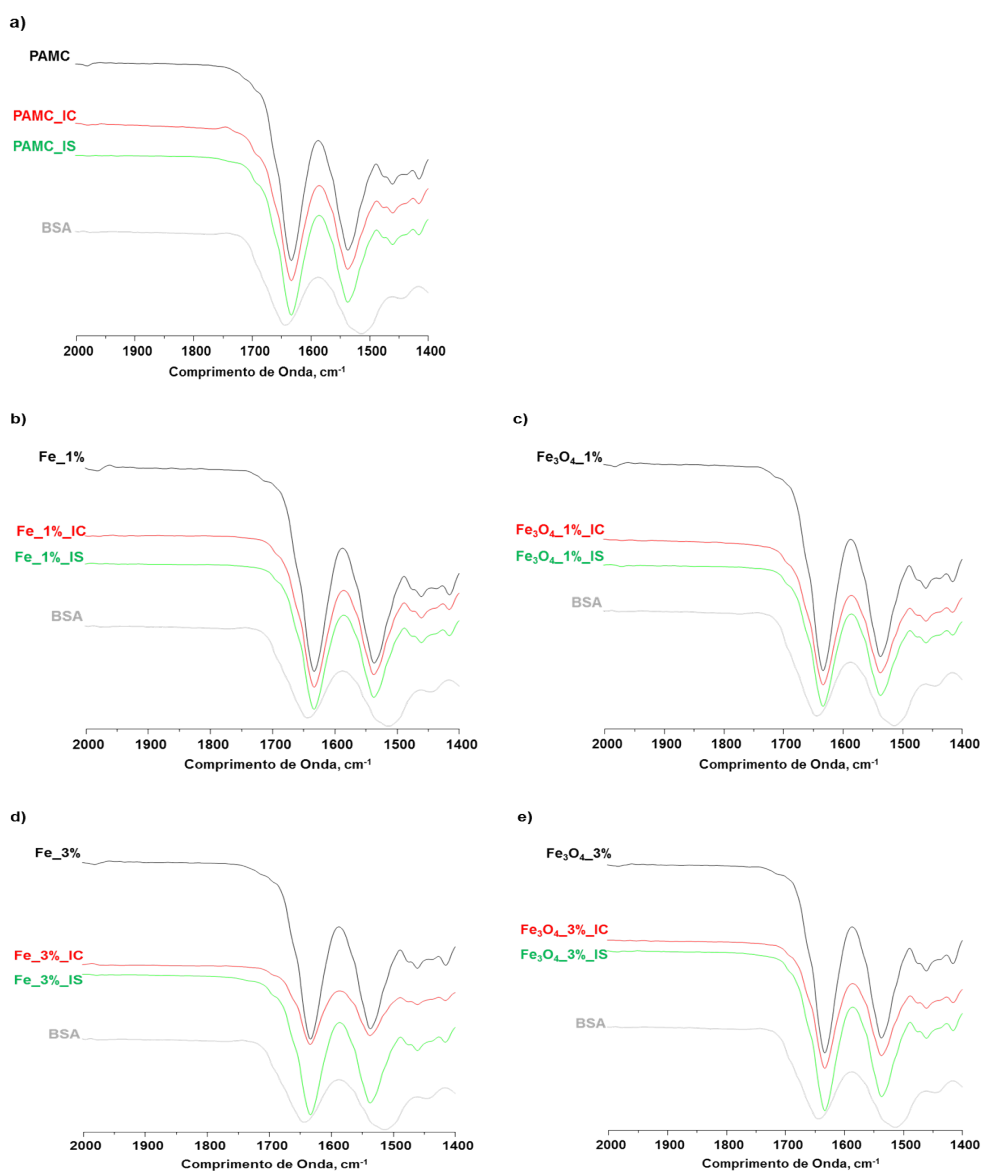 a)
PAMC
PAMC_IC
PAMC_IS
BSA
2000 1900 1800 1700 1600 1500 1400
Comprimento de Onda, cm⁻¹
b)
Fe_1%
Fe_1%_IC
Fe_1%_IS
BSA
2000 1900 1800 1700 1600 1500 1400
Comprimento de Onda, cm⁻¹
c)
Fe₃O₄_1%
Fe₃O₄_1%_IC
Fe₃O₄_1%_IS
BSA
2000 1900 1800 1700 1600 1500 1400
Comprimento de Onda, cm⁻¹
d)
Fe_3%
Fe_3%_IC
Fe_3%_IS
BSA
2000 1900 1800 1700 1600 1500 1400
Comprimento de Onda, cm⁻¹
e)
Fe₃O₄_3%
Fe₃O₄_3%_IC
Fe₃O₄_3%_IS
BSA
2000 1900 1800 1700 1600 1500 1400
Comprimento de Onda, cm⁻¹